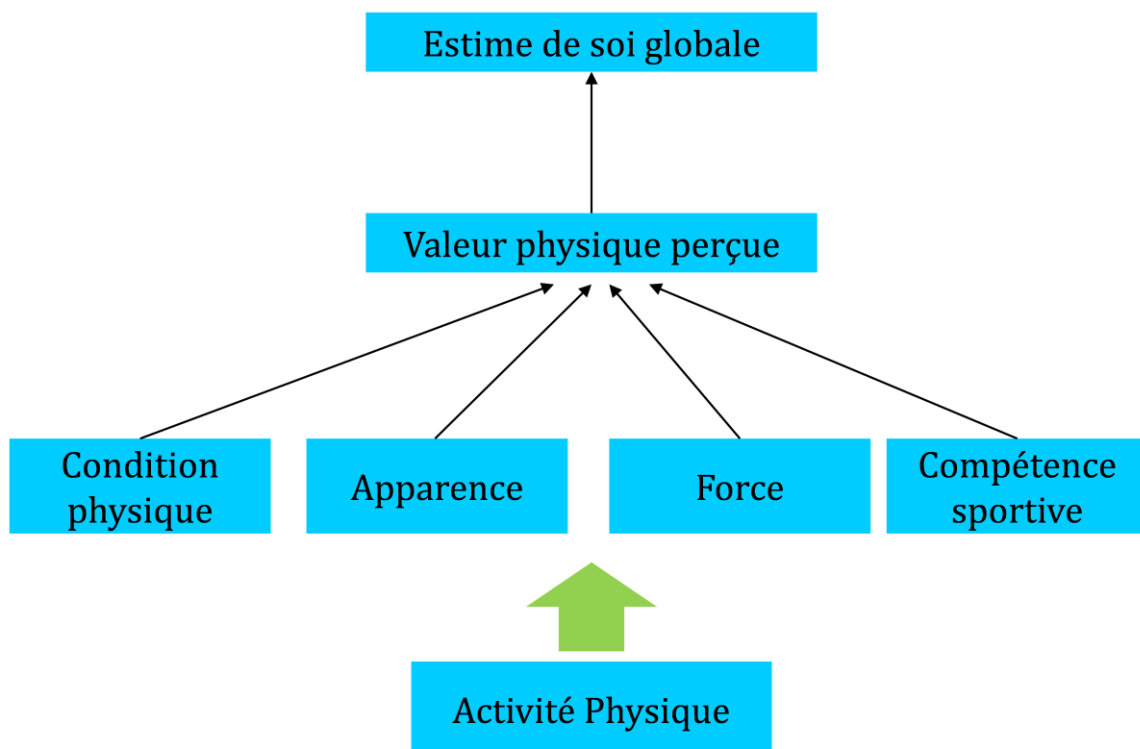 Estime de soi globale
Valeur physique perçue
Condition
physique
Apparence
Force
Compétence
sportive
Activité Physique